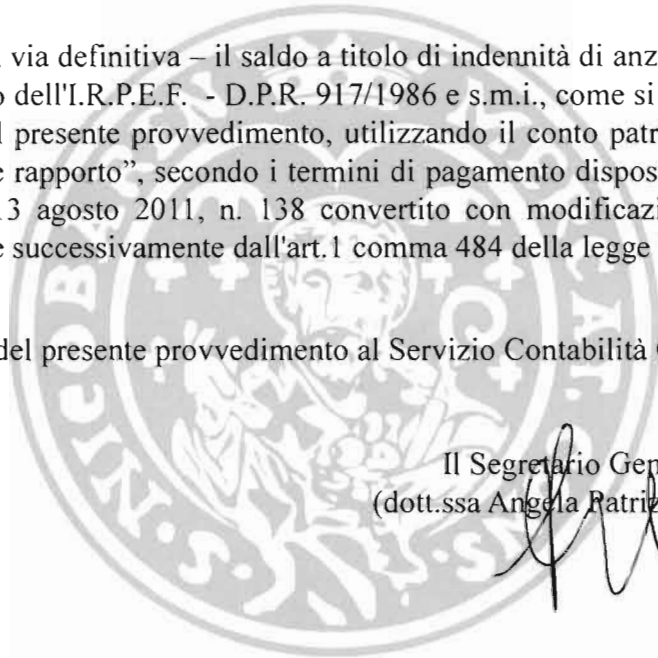 via definitiva – il saldo a titolo di indennità di anz
o dell'I.R.P.E.F. - D.P.R. 917/1986 e s.m.i., come si
l presente provvedimento, utilizzando il conto patr
e rapporto”, secondo i termini di pagamento dispos
13 agosto 2011, n. 138 convertito con modificazi
e successivamente dall'art.1 comma 484 della legge
del presente provvedimento al Servizio Contabilità
Il Segretario Gen
(dott.ssa Angela Patriz